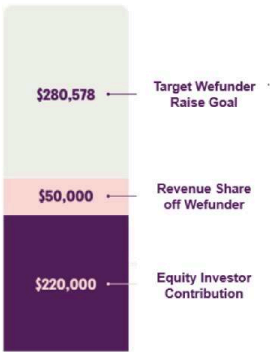 $280,578
Target Wefunder
Raise Goal
$50,000
Revenue Share
off Wefunder
$220,000
Equity Investor
Contribution